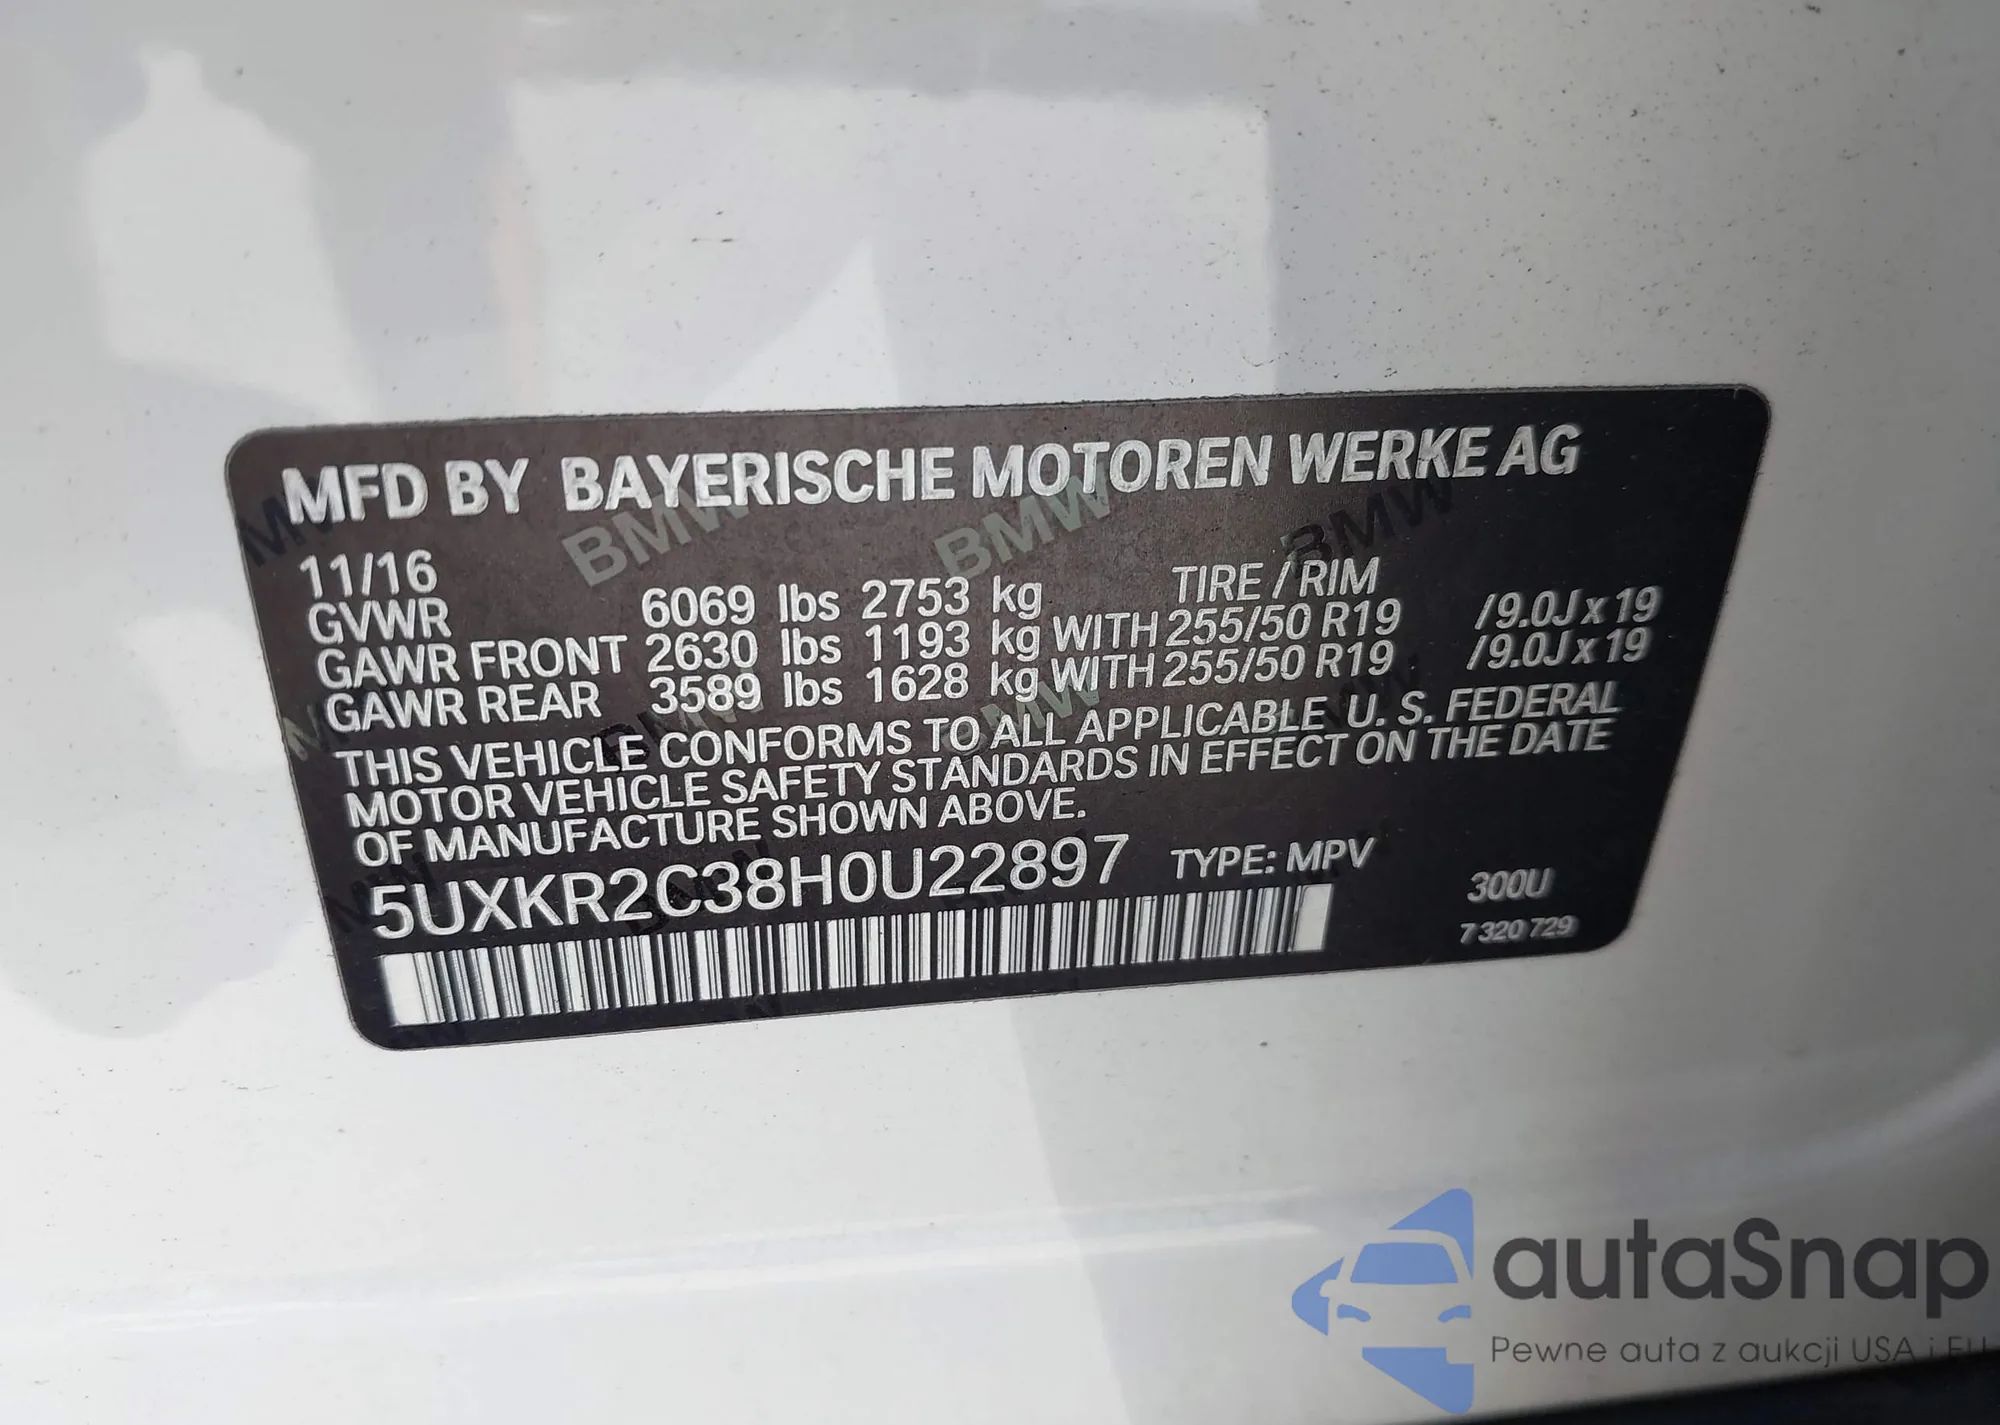 MFD BY BAYERISCHE MOTOREN WERKE AG
11/16 TIRE / RIM
GVWR 6069 lbs 2753 kg
GAWR FRONT 2630 lbs 1193 kg WITH 255/50 R19 /9.0J x 19
GAWR REAR 3589 lbs 1628 kg WITH 255/50 R19 /9.0J x 19
THIS VEHICLE CONFORMS TO ALL APPLICABLE U. S. FEDERAL
MOTOR VEHICLE SAFETY STANDARDS IN EFFECT ON THE DATE
OF MANUFACTURE SHOWN ABOVE.
5UXKR2C38H0U22897 TYPE: MPV 300U
7 320 729
BMW BMW BMW
autaSnap
Pewne auta z aukcji USA i EU